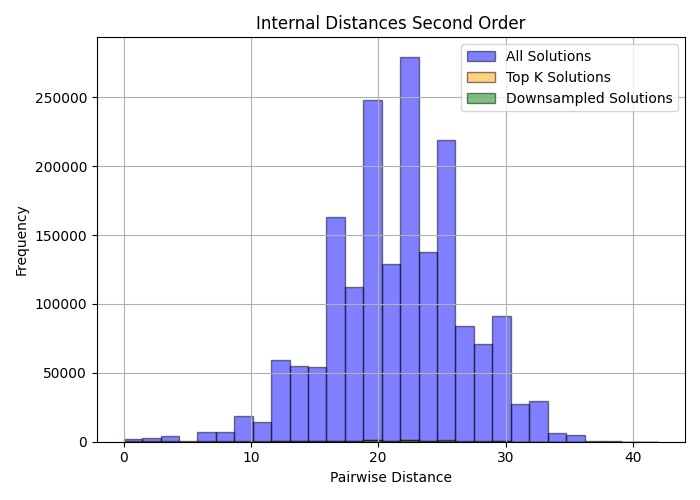 Internal Distances Second Order
All Solutions
Top K Solutions
Downsampled Solutions
Frequency
250000
200000
150000
100000
50000
0
0 10 20 30 40
Pairwise Distance